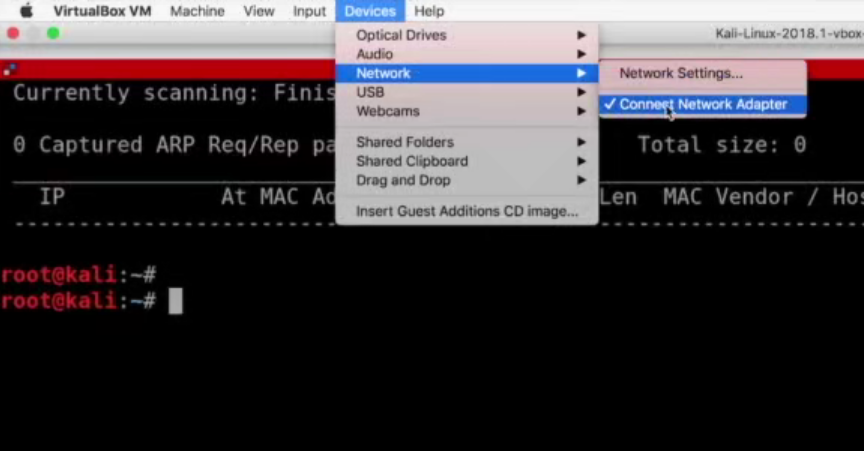 VirtualBox VM Machine View Input Devices Help
Optical Drives
Kali-Linux-2018.1-vbox-
Audio
Network
Network Settings...
USB
Currently scanning: Finis
✓ Connect Network Adapter
Webcams
Shared Folders
0 Captured ARP Req/Rep pa
Total size: 0
Shared Clipboard
Drag and Drop
IP At MAC Ad
Len MAC Vendor / Hos
Insert Guest Additions CD image...
root@kali:~#
root@kali:~#